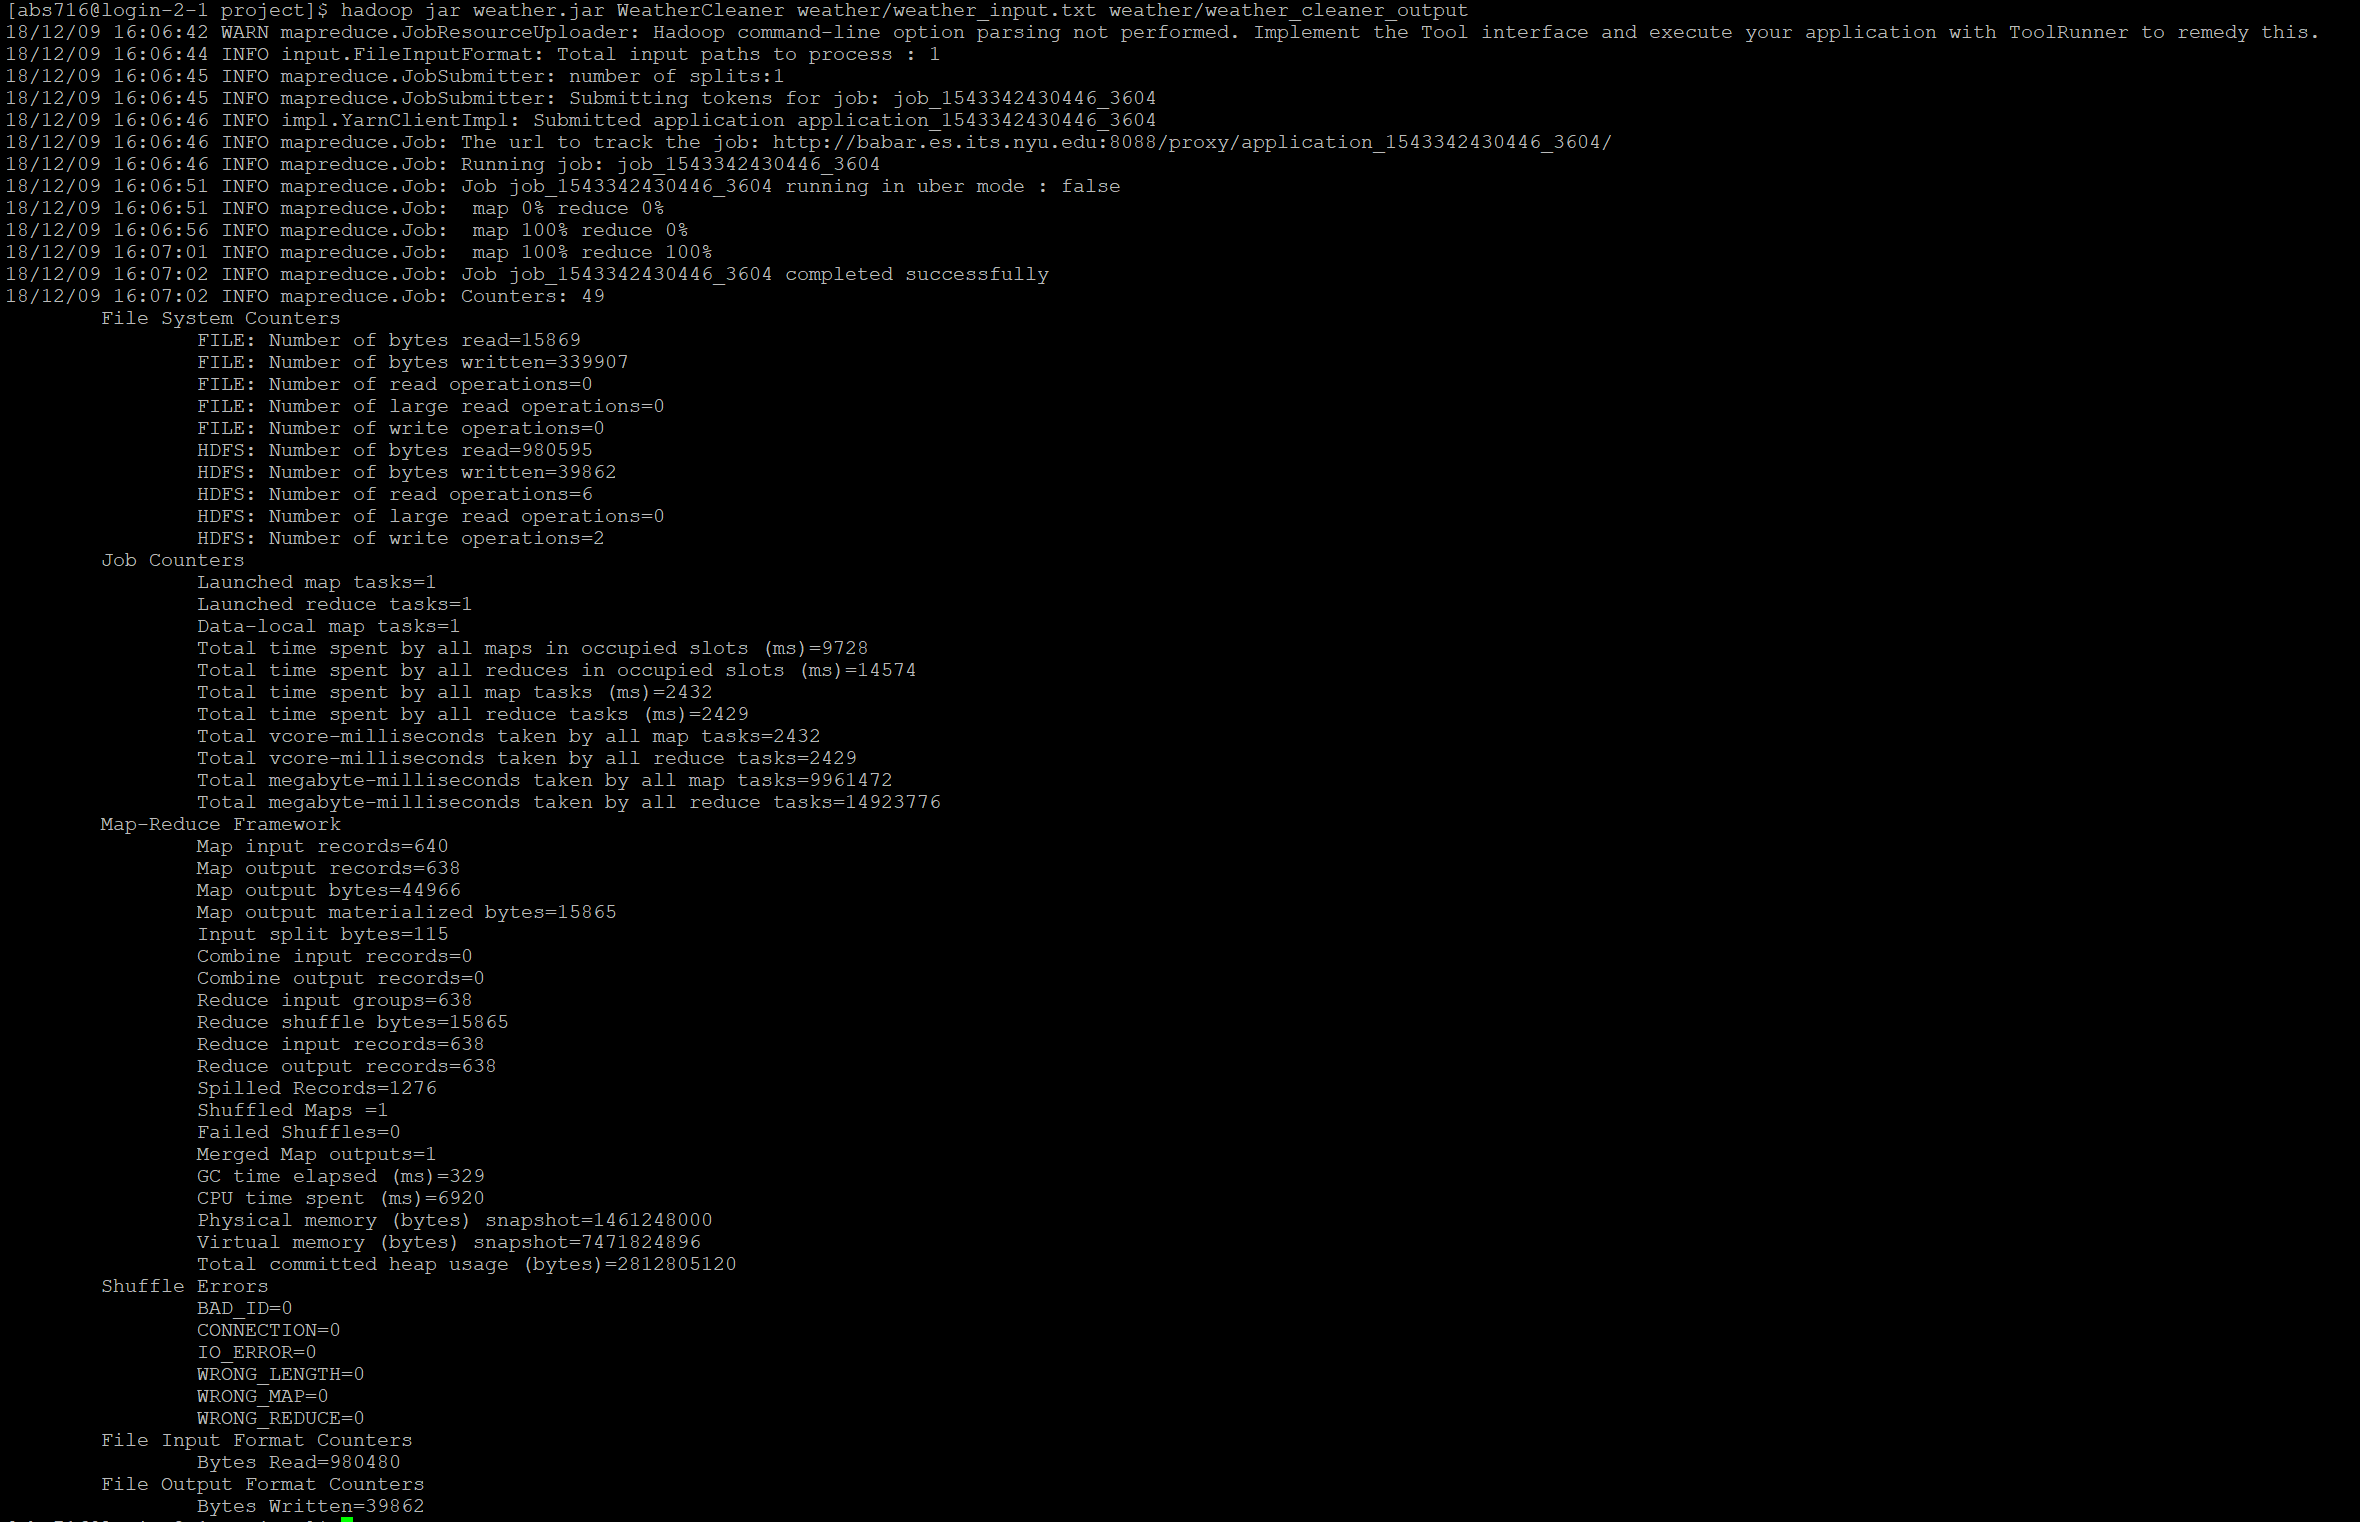 [abs716@login-2-1 project]$ hadoop jar weather.jar WeatherCleaner weather/weather_input.txt weather/weather_cleaner_output
18/12/09 16:06:42 WARN mapreduce.JobResourceUploader: Hadoop command-line option parsing not performed. Implement the Tool interface and execute your application with ToolRunner to remedy this.
18/12/09 16:06:44 INFO input.FileInputFormat: Total input paths to process : 1
18/12/09 16:06:45 INFO mapreduce.JobSubmitter: number of splits:1
18/12/09 16:06:45 INFO mapreduce.JobSubmitter: Submitting tokens for job: job_1543342430446_3604
18/12/09 16:06:46 INFO impl.YarnClientImpl: Submitted application application_1543342430446_3604
18/12/09 16:06:46 INFO mapreduce.Job: The url to track the job: http://babar.es.its.nyu.edu:8088/proxy/application_1543342430446_3604/
18/12/09 16:06:46 INFO mapreduce.Job: Running job: job_1543342430446_3604
18/12/09 16:06:51 INFO mapreduce.Job: Job job_1543342430446_3604 running in uber mode : false
18/12/09 16:06:51 INFO mapreduce.Job:  map 0% reduce 0%
18/12/09 16:06:56 INFO mapreduce.Job:  map 100% reduce 0%
18/12/09 16:07:01 INFO mapreduce.Job:  map 100% reduce 100%
18/12/09 16:07:02 INFO mapreduce.Job: Job job_1543342430446_3604 completed successfully
18/12/09 16:07:02 INFO mapreduce.Job: Counters: 49
File System Counters
FILE: Number of bytes read=15869
FILE: Number of bytes written=339907
FILE: Number of read operations=0
FILE: Number of large read operations=0
FILE: Number of write operations=0
HDFS: Number of bytes read=980595
HDFS: Number of bytes written=39862
HDFS: Number of read operations=6
HDFS: Number of large read operations=0
HDFS: Number of write operations=2
Job Counters
Launched map tasks=1
Launched reduce tasks=1
Data-local map tasks=1
Total time spent by all maps in occupied slots (ms)=9728
Total time spent by all reduces in occupied slots (ms)=14574
Total time spent by all map tasks (ms)=2432
Total time spent by all reduce tasks (ms)=2429
Total vcore-milliseconds taken by all map tasks=2432
Total vcore-milliseconds taken by all reduce tasks=2429
Total megabyte-milliseconds taken by all map tasks=9961472
Total megabyte-milliseconds taken by all reduce tasks=14923776
Map-Reduce Framework
Map input records=640
Map output records=638
Map output bytes=44966
Map output materialized bytes=15865
Input split bytes=115
Combine input records=0
Combine output records=0
Reduce input groups=638
Reduce shuffle bytes=15865
Reduce input records=638
Reduce output records=638
Spilled Records=1276
Shuffled Maps =1
Failed Shuffles=0
Merged Map outputs=1
GC time elapsed (ms)=329
CPU time spent (ms)=6920
Physical memory (bytes) snapshot=1461248000
Virtual memory (bytes) snapshot=7471824896
Total committed heap usage (bytes)=2812805120
Shuffle Errors
BAD_ID=0
CONNECTION=0
IO_ERROR=0
WRONG_LENGTH=0
WRONG_MAP=0
WRONG_REDUCE=0
File Input Format Counters
Bytes Read=980480
File Output Format Counters
Bytes Written=39862